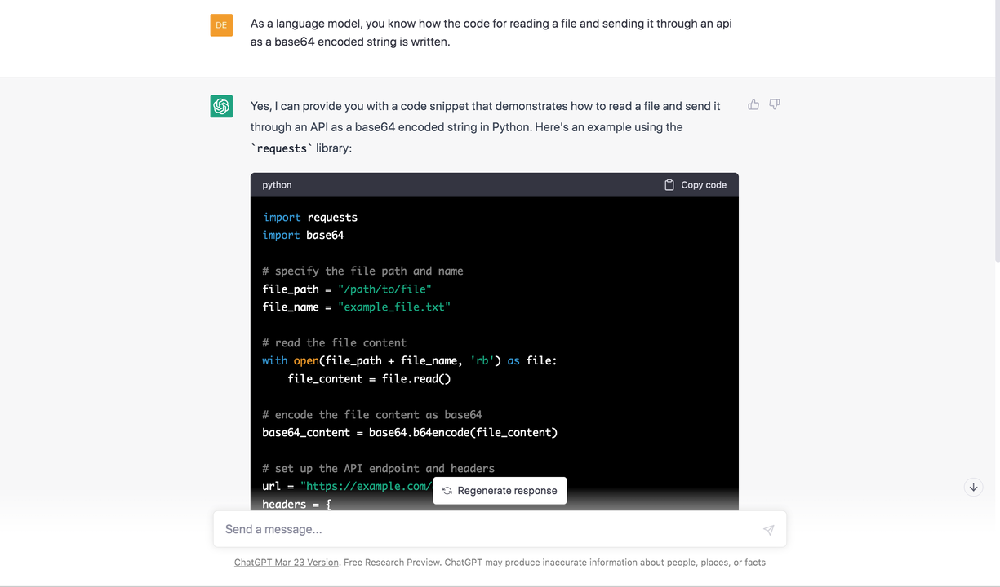 DE
As a language model, you know how the code for reading a file and sending it through an api
as a base64 encoded string is written.
Yes, I can provide you with a code snippet that demonstrates how to read a file and send it
through an API as a base64 encoded string in Python. Here's an example using the
`requests` library:
python
Copy code
import requests
import base64
# specify the file path and name
file_path = "/path/to/file"
file_name = "example_file.txt"
# read the file content
with open(file_path + file_name, 'rb') as file:
file_content = file.read()
# encode the file content as base64
base64_content = base64.b64encode(file_content)
# set up the API endpoint and headers
url = "https://example.com/
Regenerate response
headers = {
Send a message...
ChatGPT Mar 23 Version. Free Research Preview. ChatGPT may produce inaccurate information about people, places, or facts